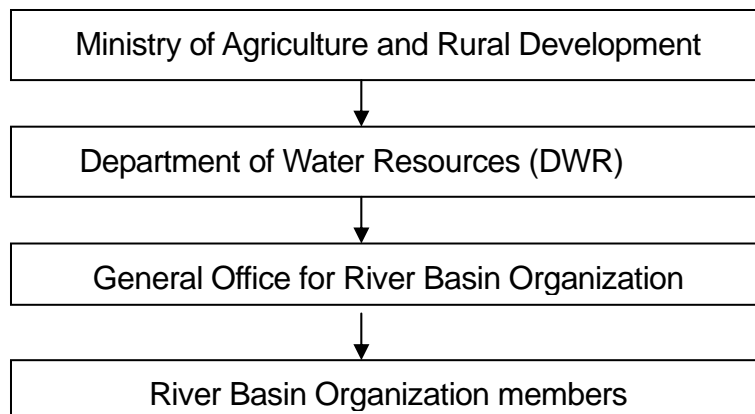 Ministry of Agriculture and Rural Development
Department of Water Resources (DWR)
General Office for River Basin Organization
River Basin Organization members